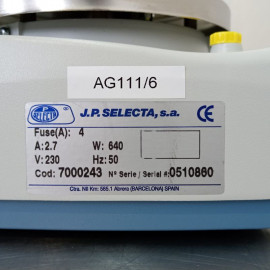 AG111/6
SELECTA J.P. SELECTA, s.a. CE
Fuse(A): 4
A: 2.7 W: 640
V: 230 Hz: 50
Cod: 7000243 Nº Serie / Serial #: 0510860
Ctra. NII Km: 585.1 Abrera (BARCELONA) SPAIN